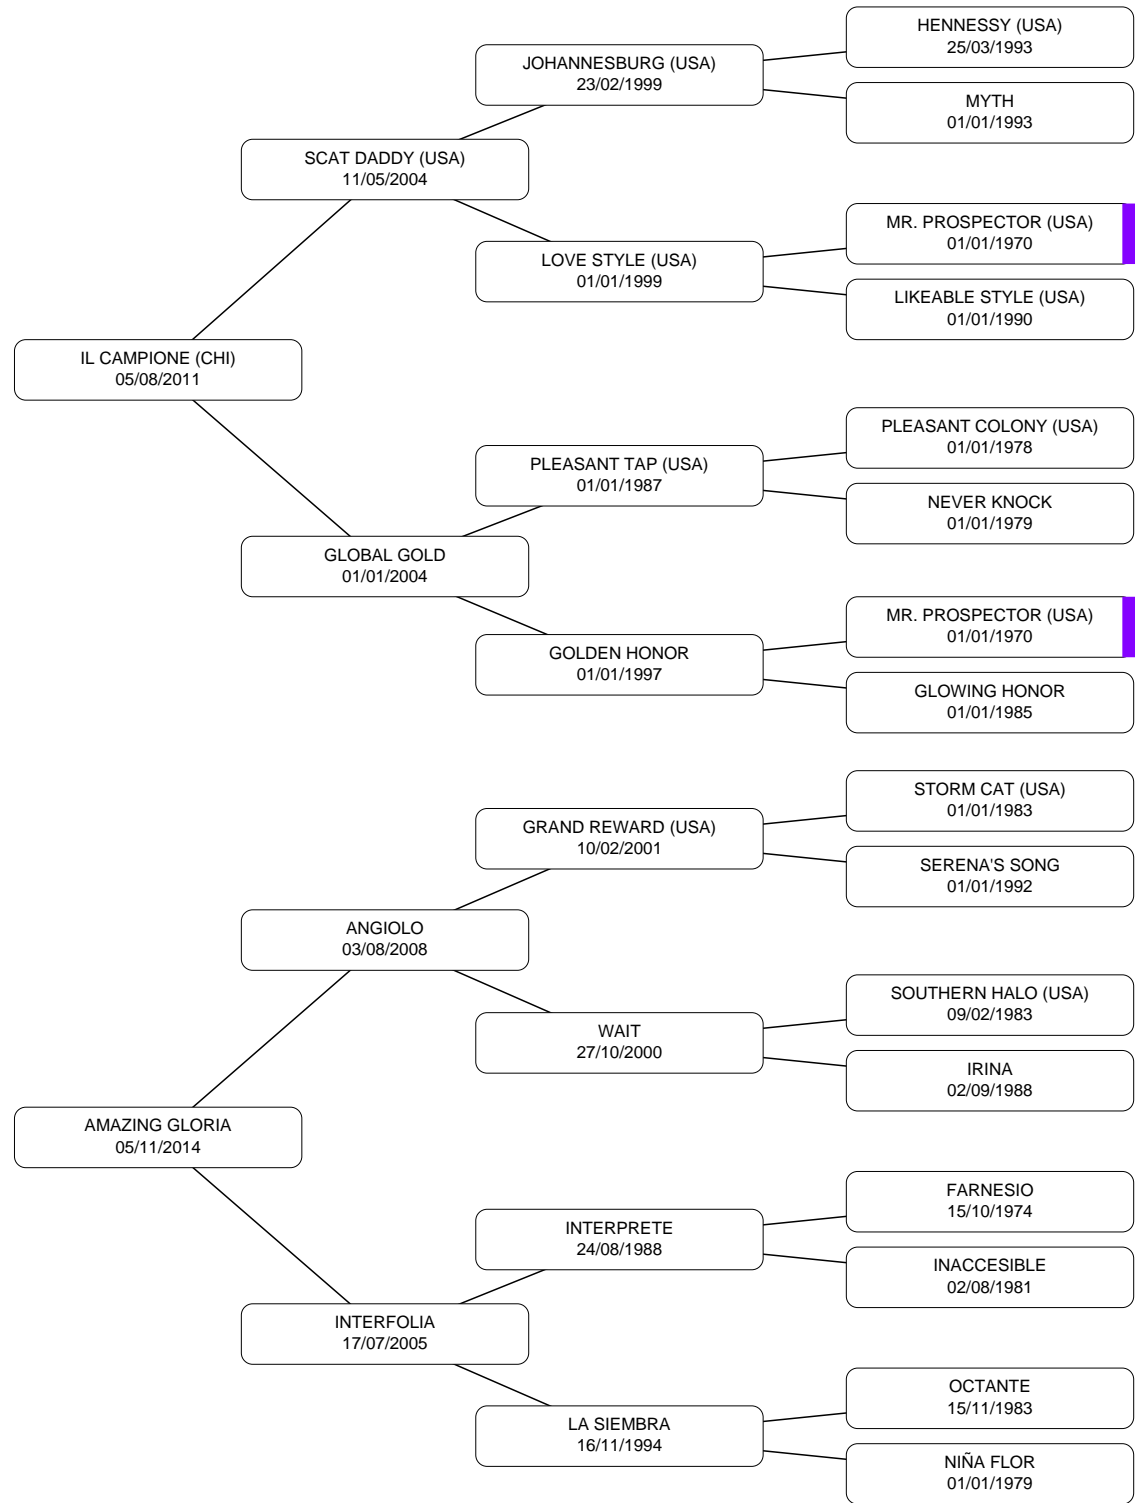 HENNESSY (USA)
25/03/1993
JOHANNESBURG (USA)
23/02/1999
MYTH
01/01/1993
SCAT DADDY (USA)
11/05/2004
MR. PROSPECTOR (USA)
01/01/1970
LOVE STYLE (USA)
01/01/1999
LIKEABLE STYLE (USA)
01/01/1990
IL CAMPIONE (CHI)
05/08/2011
PLEASANT COLONY (USA)
01/01/1978
PLEASANT TAP (USA)
01/01/1987
NEVER KNOCK
01/01/1979
GLOBAL GOLD
01/01/2004
MR. PROSPECTOR (USA)
01/01/1970
GOLDEN HONOR
01/01/1997
GLOWING HONOR
01/01/1985
STORM CAT (USA)
01/01/1983
GRAND REWARD (USA)
10/02/2001
SERENA'S SONG
01/01/1992
ANGIOLO
03/08/2008
SOUTHERN HALO (USA)
09/02/1983
WAIT
27/10/2000
IRINA
02/09/1988
AMAZING GLORIA
05/11/2014
FARNESIO
15/10/1974
INTERPRETE
24/08/1988
INACCESIBLE
02/08/1981
INTERFOLIA
17/07/2005
OCTANTE
15/11/1983
LA SIEMBRA
16/11/1994
NIÑA FLOR
01/01/1979